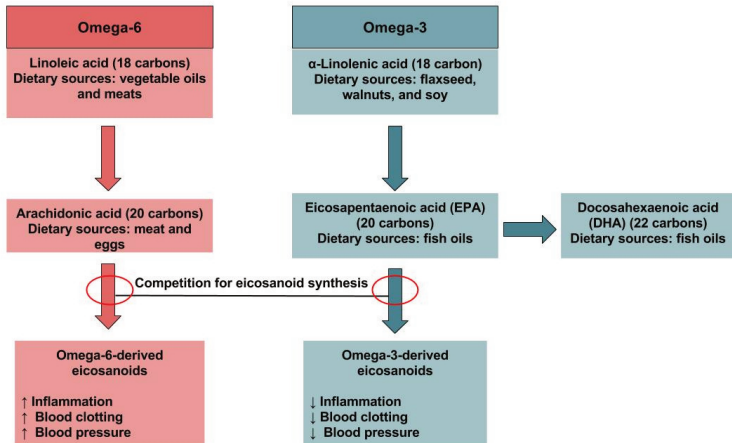 Omega-6
Linoleic acid (18 carbons)
Dietary sources: vegetable oils
and meats
Omega-3
α-Linolenic acid (18 carbon)
Dietary sources: flaxseed,
walnuts, and soy
Arachidonic acid (20 carbons)
Dietary sources: meat and
eggs
Eicosapentaenoic acid (EPA)
(20 carbons)
Dietary sources: fish oils
Docosahexaenoic acid
(DHA) (22 carbons)
Dietary sources: fish oils
Competition for eicosanoid synthesis
Omega-6-derived
eicosanoids
↑ Inflammation
↑ Blood clotting
↑ Blood pressure
Omega-3-derived
eicosanoids
↓ Inflammation
↓ Blood clotting
↓ Blood pressure